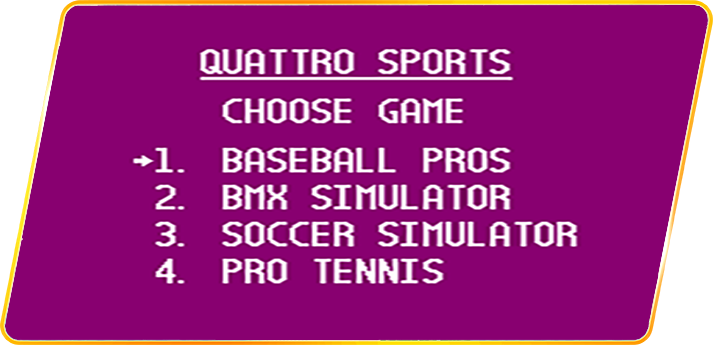 QUATTRO SPORTS
CHOOSE GAME
→1. BASEBALL PROS
2. BMX SIMULATOR
3. SOCCER SIMULATOR
4. PRO TENNIS